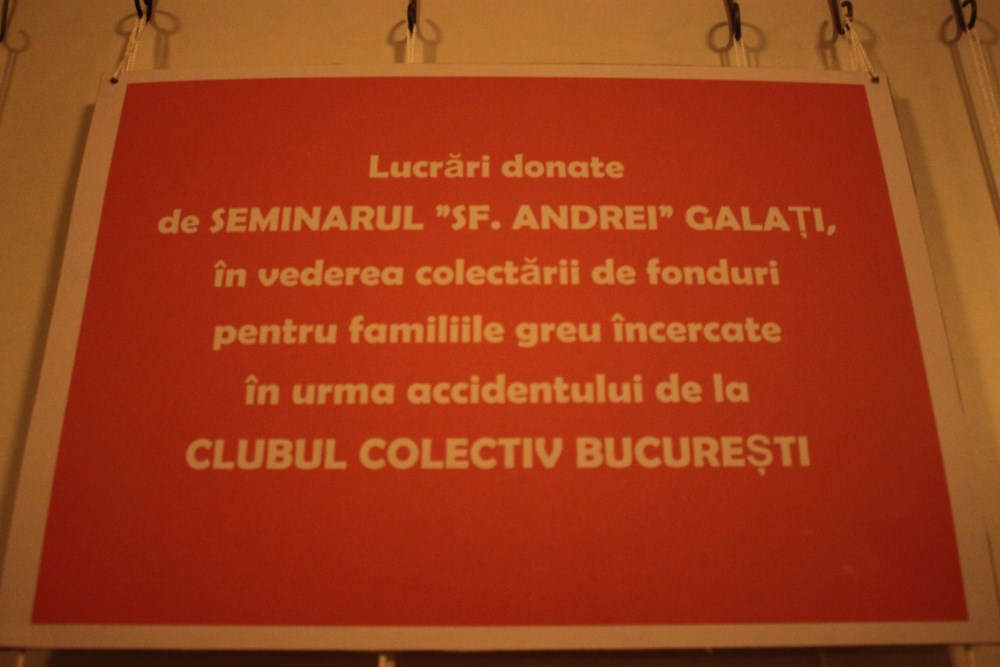 Lucrări donate
de SEMINARUL ”SF. ANDREI” GALAȚI,
în vederea colectării de fonduri
pentru familiile greu încercate
în urma accidentului de la
CLUBUL COLECTIV BUCUREȘTI